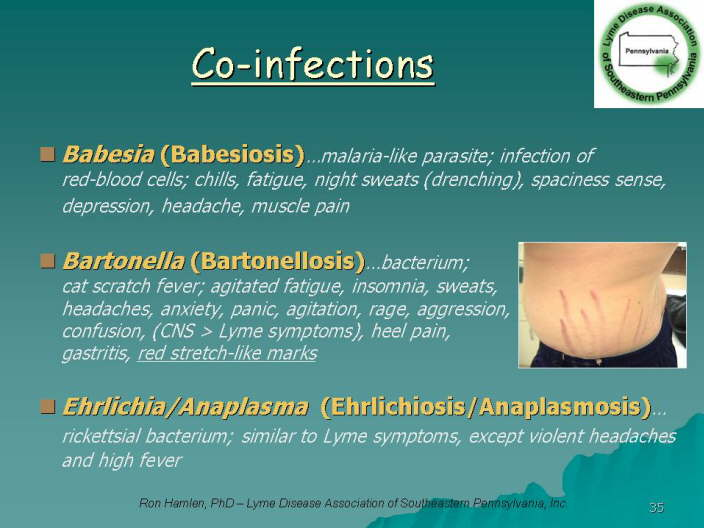 Co-infections
Lyme Disease Association
Pennsylvania
of Southeastern Pennsylvania
Babesia (Babesiosis)…malaria-like parasite; infection of
red-blood cells; chills, fatigue, night sweats (drenching), spaciness sense,
depression, headache, muscle pain
Bartonella (Bartonellosis)…bacterium;
cat scratch fever; agitated fatigue, insomnia, sweats,
headaches, anxiety, panic, agitation, rage, aggression,
confusion, (CNS > Lyme symptoms), heel pain,
gastritis, red stretch-like marks
Ehrlichia/Anaplasma (Ehrlichiosis/Anaplasmosis)…
rickettsial bacterium; similar to Lyme symptoms, except violent headaches
and high fever
Ron Hamlen, PhD – Lyme Disease Association of Southeastern Pennsylvania, Inc.
35